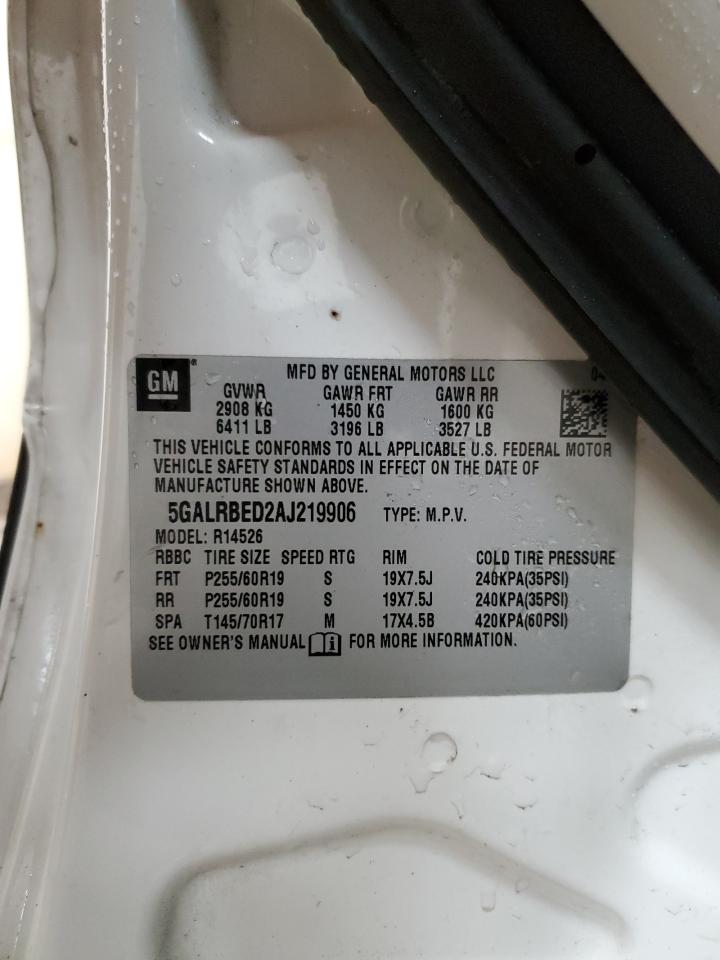 GM
MFD BY GENERAL MOTORS LLC
GVWR GAWR FRT GAWR RR
2908 KG 1450 KG 1600 KG
6411 LB 3196 LB 3527 LB
THIS VEHICLE CONFORMS TO ALL APPLICABLE U.S. FEDERAL MOTOR
VEHICLE SAFETY STANDARDS IN EFFECT ON THE DATE OF
MANUFACTURE SHOWN ABOVE.
5GALRBED2AJ219906 TYPE: M.P.V.
MODEL: R14526
RBBC TIRE SIZE SPEED RTG RIM COLD TIRE PRESSURE
FRT P255/60R19 S 19X7.5J 240KPA(35PSI)
RR P255/60R19 S 19X7.5J 240KPA(35PSI)
SPA T145/70R17 M 17X4.5B 420KPA(60PSI)
SEE OWNER'S MANUAL i FOR MORE INFORMATION.